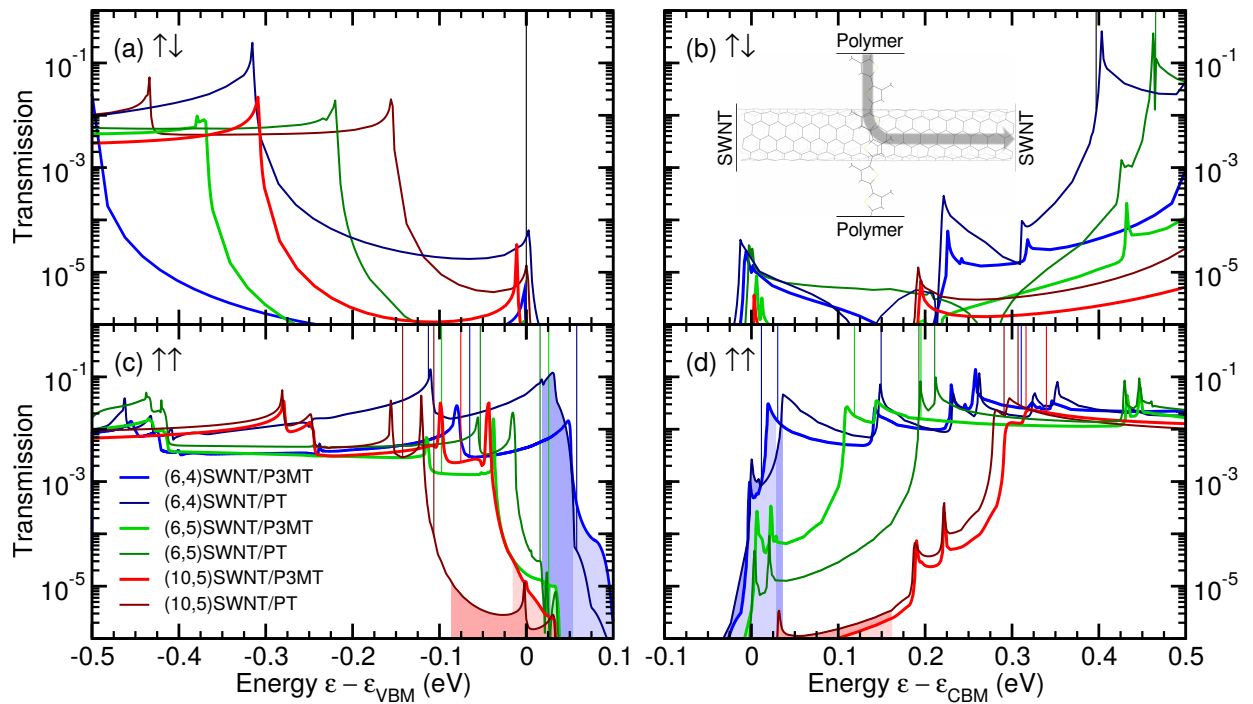 (a) ↑↓
(b) ↑↓
Transmission
10⁻¹
10⁻³
10⁻⁵
Polymer
SWNT
SWNT
Polymer
10⁻¹
10⁻³
10⁻⁵
(c) ↑↑
(d) ↑↑
Transmission
10⁻¹
10⁻³
10⁻⁵
(6,4)SWNT/P3MT
(6,4)SWNT/PT
(6,5)SWNT/P3MT
(6,5)SWNT/PT
(10,5)SWNT/P3MT
(10,5)SWNT/PT
10⁻¹
10⁻³
10⁻⁵
-0.5 -0.4 -0.3 -0.2 -0.1 0 0.1
-0.1 0 0.1 0.2 0.3 0.4 0.5
Energy ε − ε_VBM (eV)
Energy ε − ε_CBM (eV)